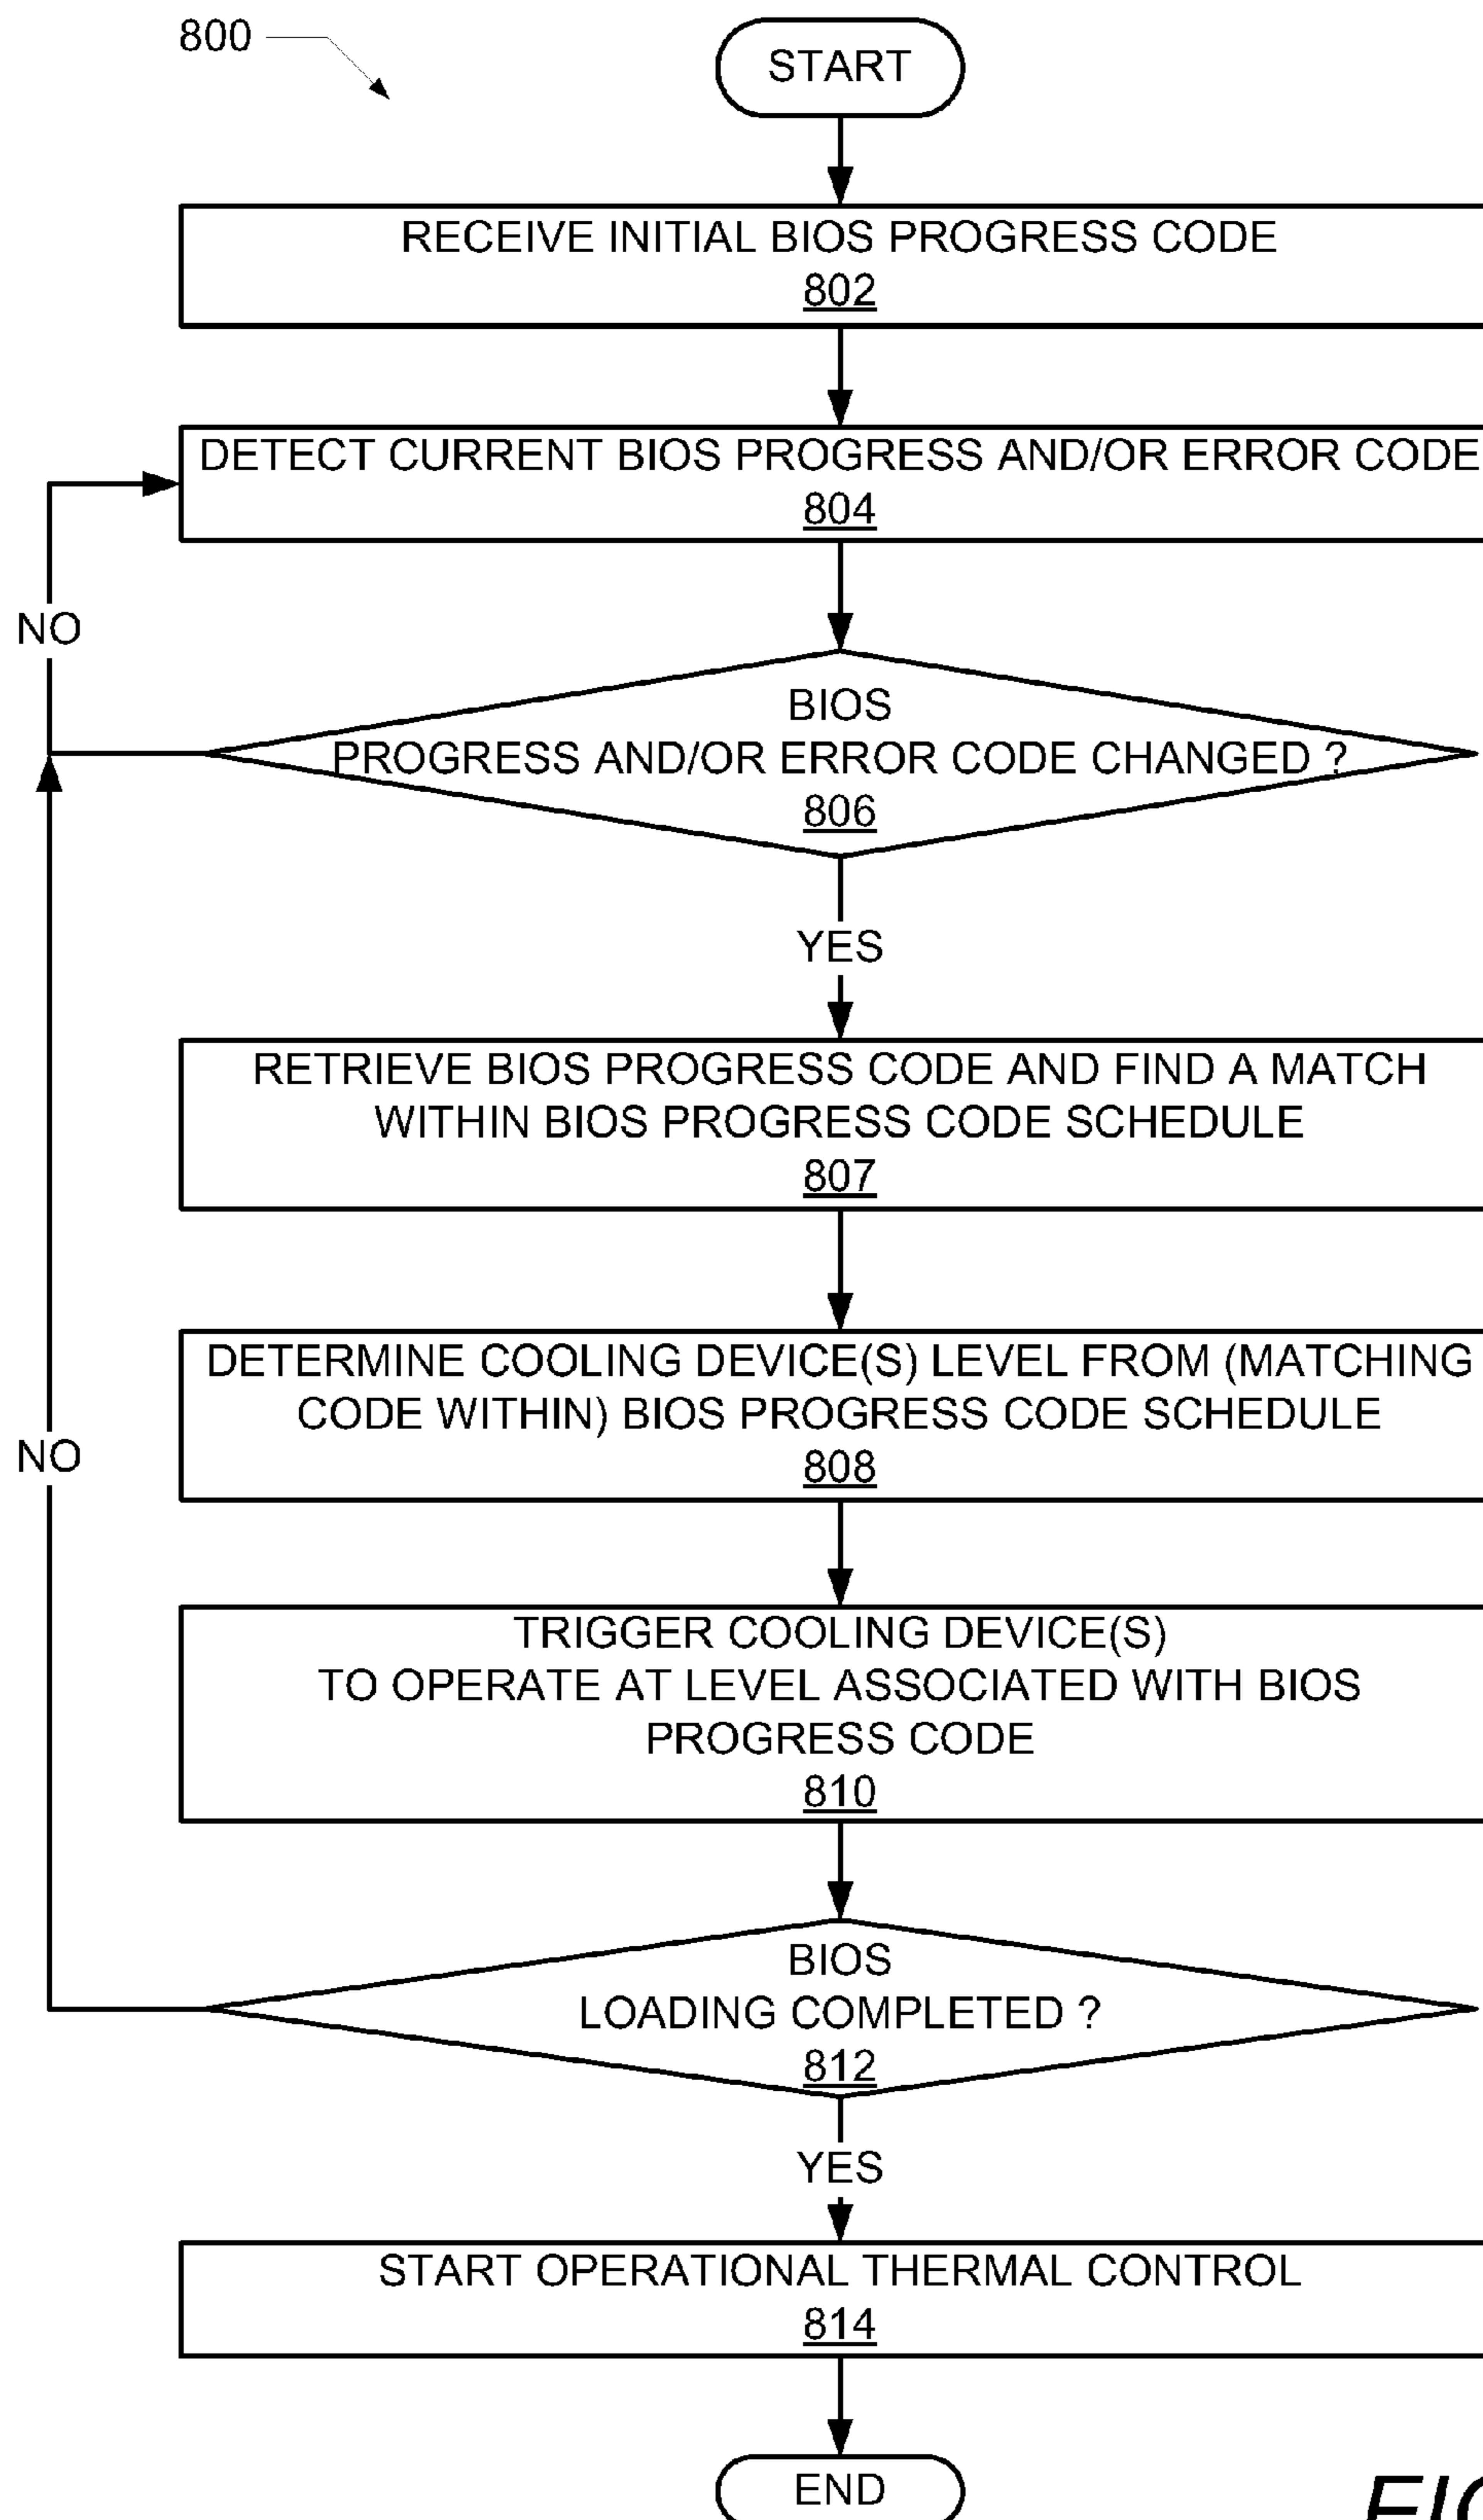 800
START
RECEIVE INITIAL BIOS PROGRESS CODE
802
DETECT CURRENT BIOS PROGRESS AND/OR ERROR CODE
804
NO
BIOS
PROGRESS AND/OR ERROR CODE CHANGED ?
806
YES
RETRIEVE BIOS PROGRESS CODE AND FIND A MATCH
WITHIN BIOS PROGRESS CODE SCHEDULE
807
DETERMINE COOLING DEVICE(S) LEVEL FROM (MATCHING
CODE WITHIN) BIOS PROGRESS CODE SCHEDULE
808
NO
TRIGGER COOLING DEVICE(S)
TO OPERATE AT LEVEL ASSOCIATED WITH BIOS
PROGRESS CODE
810
BIOS
LOADING COMPLETED ?
812
YES
START OPERATIONAL THERMAL CONTROL
814
END